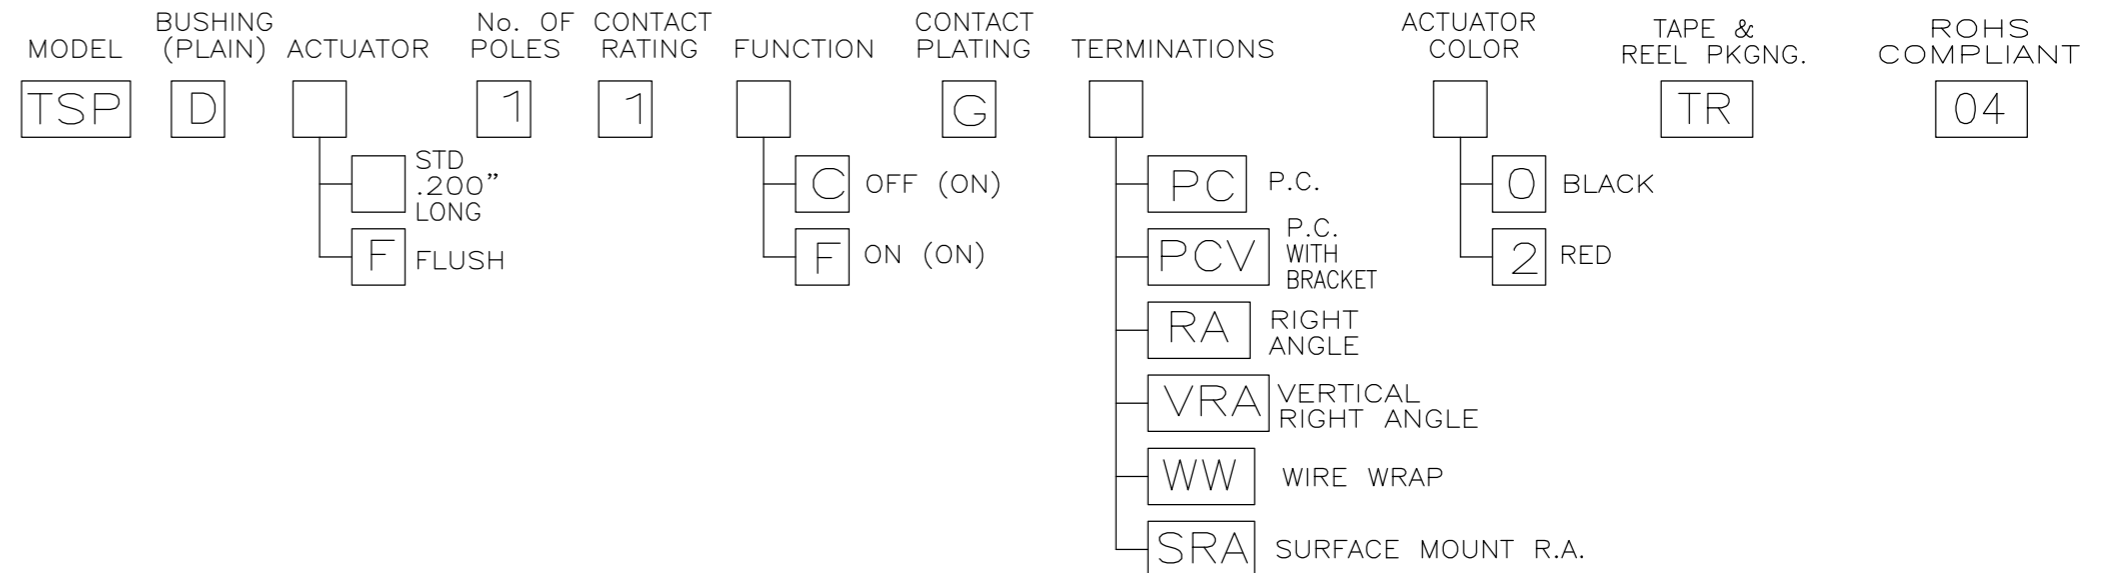 MODEL
BUSHING
(PLAIN)
ACTUATOR
No. OF
POLES
CONTACT
RATING
FUNCTION
CONTACT
PLATING
TERMINATIONS
ACTUATOR
COLOR
TAPE &
REEL PKGNG.
ROHS
COMPLIANT
TSP
D
1
1
G
TR
04
STD
.200”
LONG
F FLUSH
C OFF (ON)
F ON (ON)
PC P.C.
PCV
P.C.
WITH
BRACKET
RA
RIGHT
ANGLE
VRA
VERTICAL
RIGHT ANGLE
WW WIRE WRAP
SRA SURFACE MOUNT R.A.
0 BLACK
2 RED